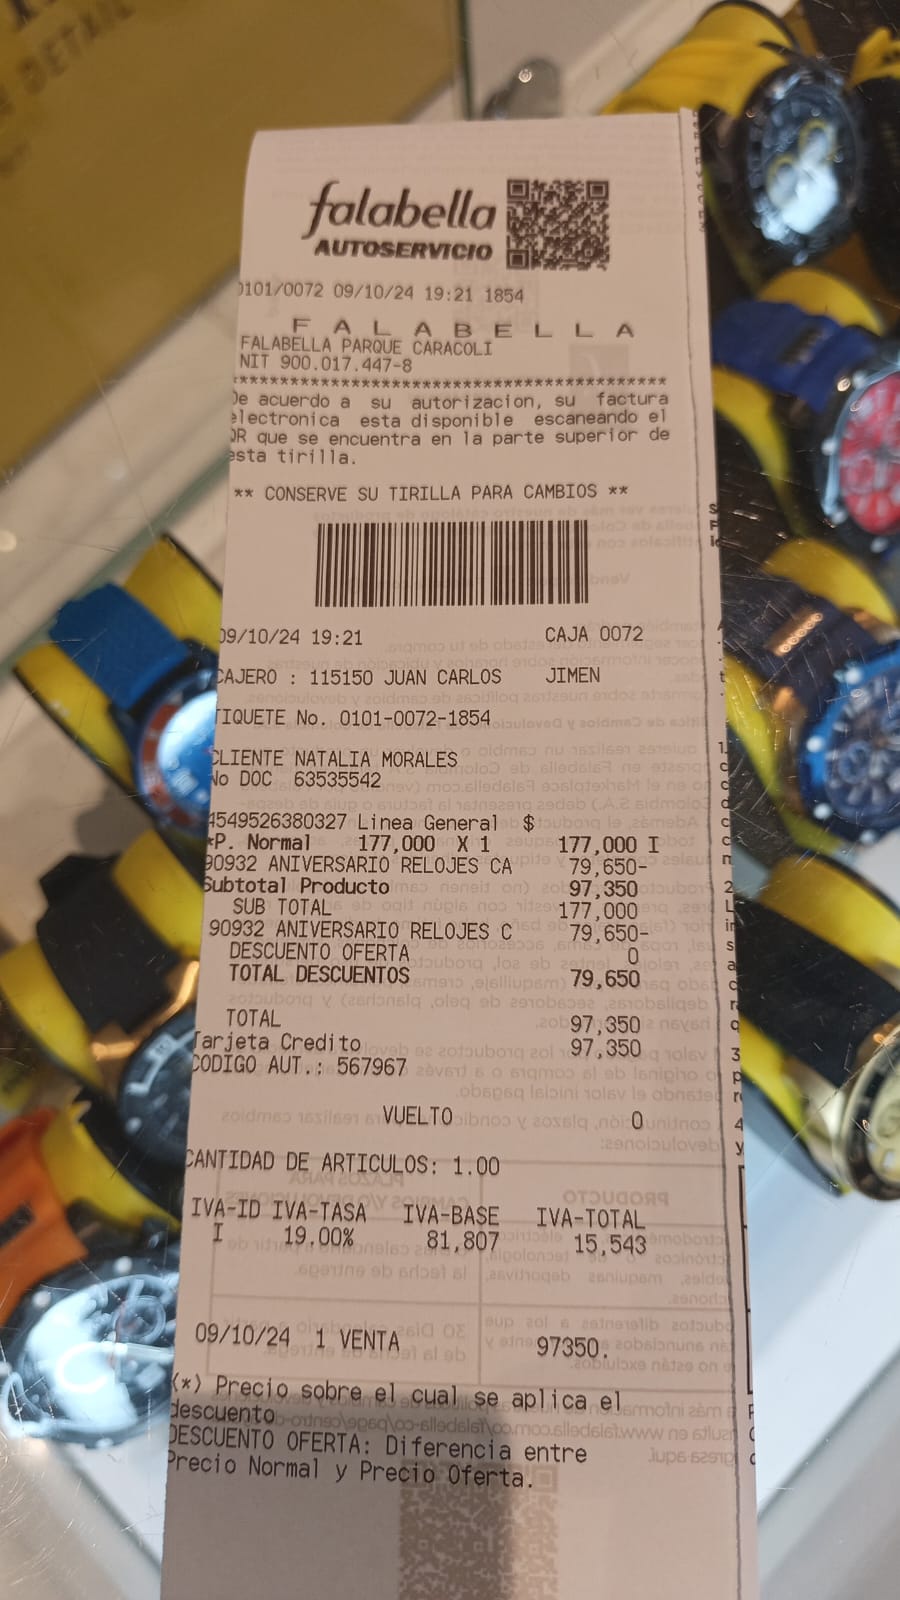 DETAIL
falabella
AUTOSERVICIO
0101/0072 09/10/24 19:21 1854
F A L A B E L L A
FALABELLA PARQUE CARACOLI
NIT 900.017.447-8
*******************************************
De acuerdo a su autorizacion, su factura
electronica esta disponible escaneando el
QR que se encuentra en la parte superior de
esta tirilla.
** CONSERVE SU TIRILLA PARA CAMBIOS **
09/10/24 19:21 CAJA 0072
CAJERO : 115150 JUAN CARLOS JIMEN
TIQUETE No. 0101-0072-1854
CLIENTE NATALIA MORALES
No DOC 63535542
4549526380327 Linea General $
*P. Normal 177,000 X 1 177,000 I
90932 ANIVERSARIO RELOJES CA 79,650-
Subtotal Producto 97,350
SUB TOTAL 177,000
90932 ANIVERSARIO RELOJES C 79,650-
DESCUENTO OFERTA 0
TOTAL DESCUENTOS 79,650
TOTAL 97,350
Tarjeta Credito 97,350
CODIGO AUT.: 567967
VUELTO 0
CANTIDAD DE ARTICULOS: 1.00
IVA-ID IVA-TASA IVA-BASE IVA-TOTAL
I 19.00% 81,807 15,543
09/10/24 1 VENTA 97350.
(*) Precio sobre el cual se aplica el
descuento
DESCUENTO OFERTA: Diferencia entre
Precio Normal y Precio Oferta.